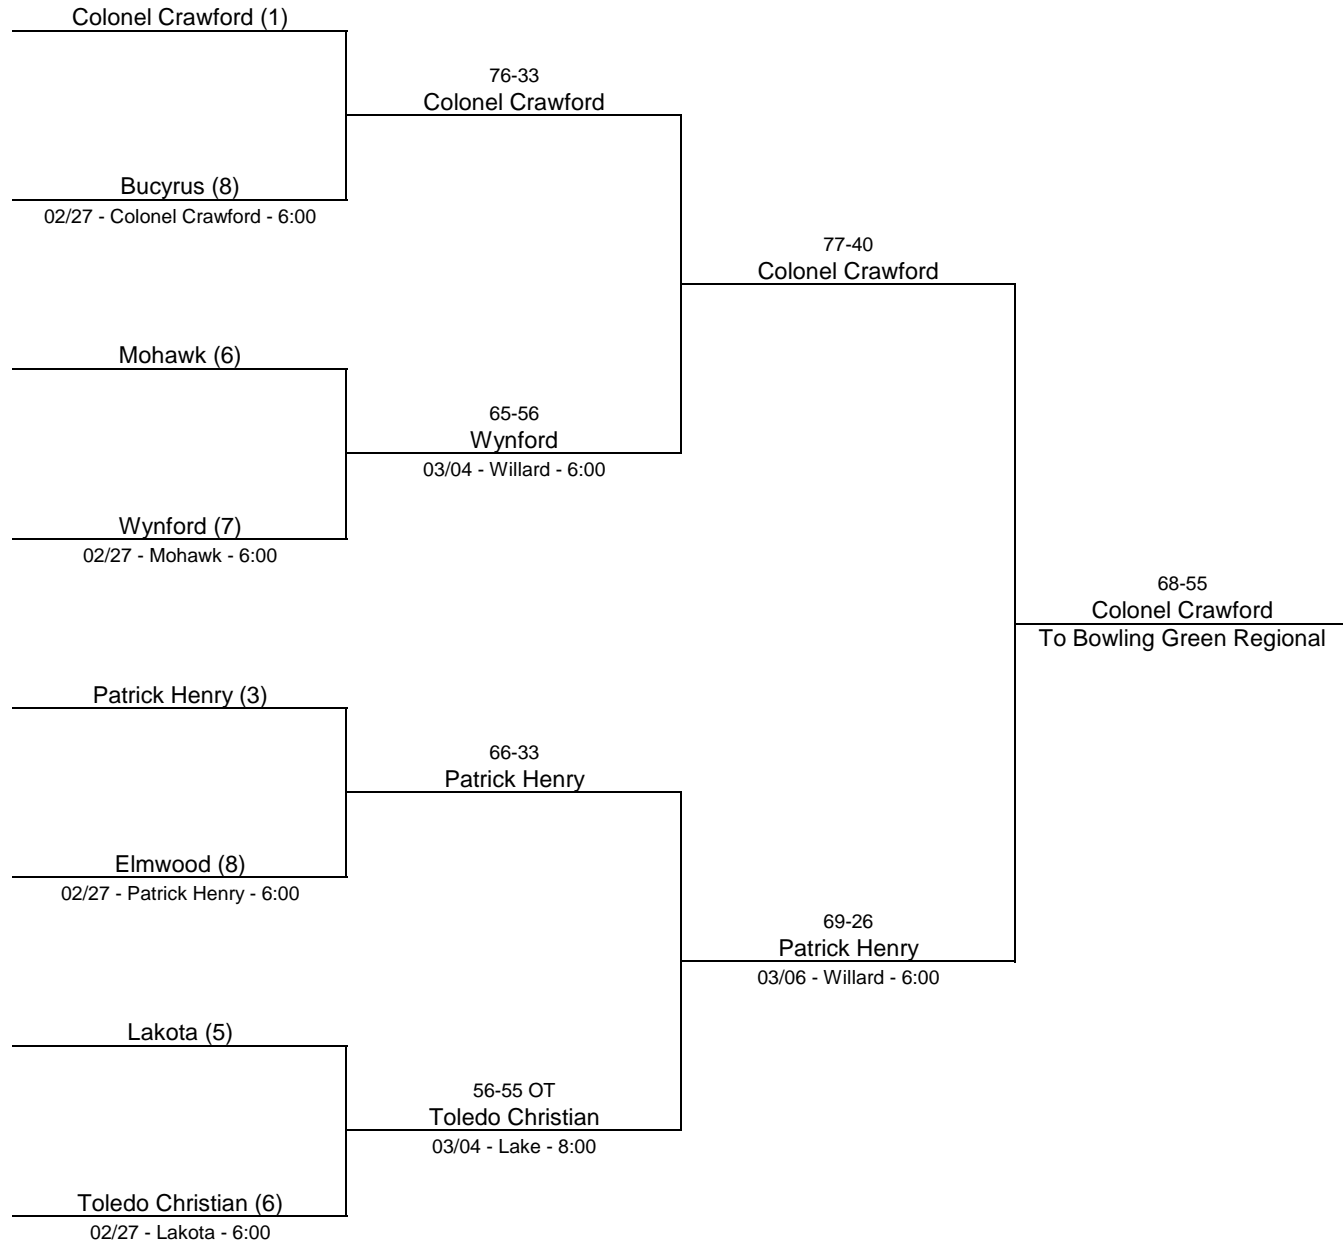 Colonel Crawford (1)
76-33
Colonel Crawford
Bucyrus (8)
02/27 - Colonel Crawford - 6:00
77-40
Colonel Crawford
Mohawk (6)
65-56
Wynford
03/04 - Willard - 6:00
Wynford (7)
02/27 - Mohawk - 6:00
68-55
Colonel Crawford
To Bowling Green Regional
Patrick Henry (3)
66-33
Patrick Henry
Elmwood (8)
02/27 - Patrick Henry - 6:00
69-26
Patrick Henry
03/06 - Willard - 6:00
Lakota (5)
56-55 OT
Toledo Christian
03/04 - Lake - 8:00
Toledo Christian (6)
02/27 - Lakota - 6:00